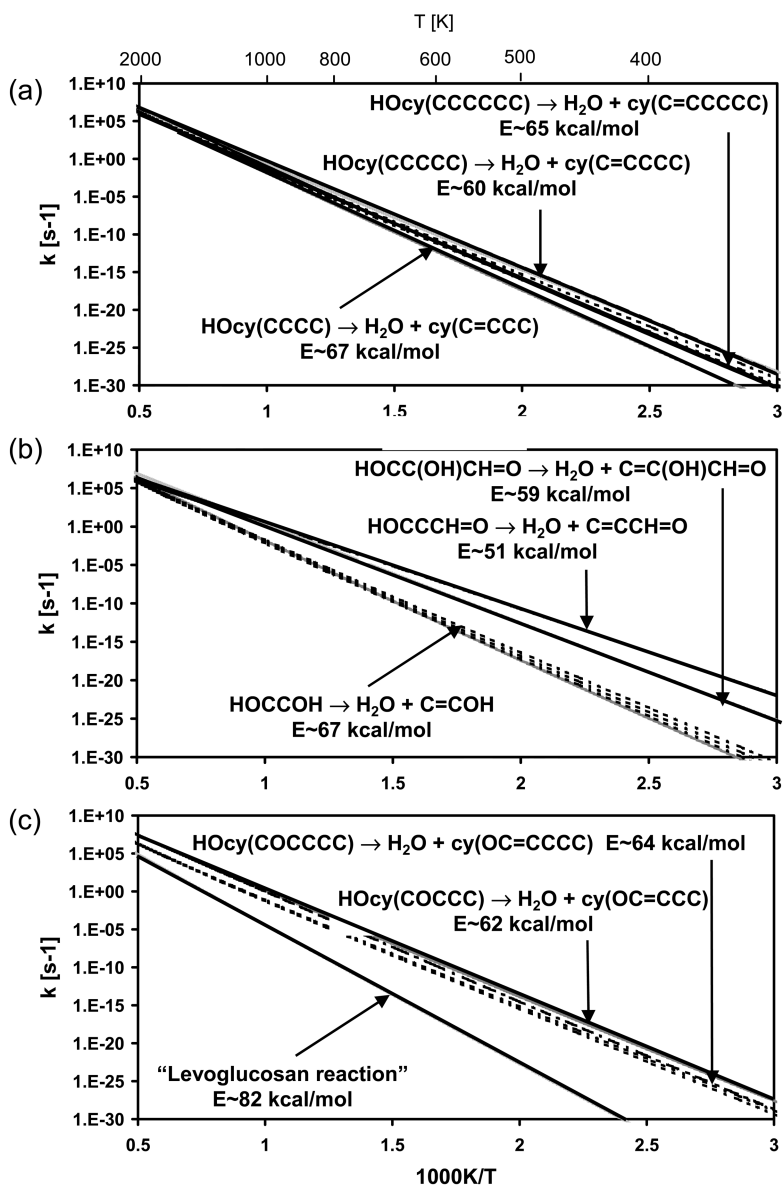 T [K]
2000 1000 800 600 500 400
(a)
1.E+10
HOcy(CCCCCC) → H₂O + cy(C=CCCCC)
E~65 kcal/mol
1.E+05
HOcy(CCCCC) → H₂O + cy(C=CCCC)
E~60 kcal/mol
1.E+00
1.E-05
k [s-1]
1.E-10
1.E-15
1.E-20
HOcy(CCCC) → H₂O + cy(C=CCC)
E~67 kcal/mol
1.E-25
1.E-30
0.5 1 1.5 2 2.5 3
(b)
1.E+10
HOCC(OH)CH=O → H₂O + C=C(OH)CH=O
E~59 kcal/mol
1.E+05
HOCCCH=O → H₂O + C=CCH=O
E~51 kcal/mol
1.E+00
1.E-05
k [s-1]
1.E-10
1.E-15
1.E-20
HOCCOH → H₂O + C=COH
E~67 kcal/mol
1.E-25
1.E-30
0.5 1 1.5 2 2.5 3
(c)
1.E+10
HOcy(COCCCC) → H₂O + cy(OC=CCCC) E~64 kcal/mol
1.E+05
HOcy(COCCC) → H₂O + cy(OC=CCC)
E~62 kcal/mol
1.E+00
1.E-05
k [s-1]
1.E-10
1.E-15
1.E-20
“Levoglucosan reaction”
E~82 kcal/mol
1.E-25
1.E-30
0.5 1 1.5 2 2.5 3
1000K/T